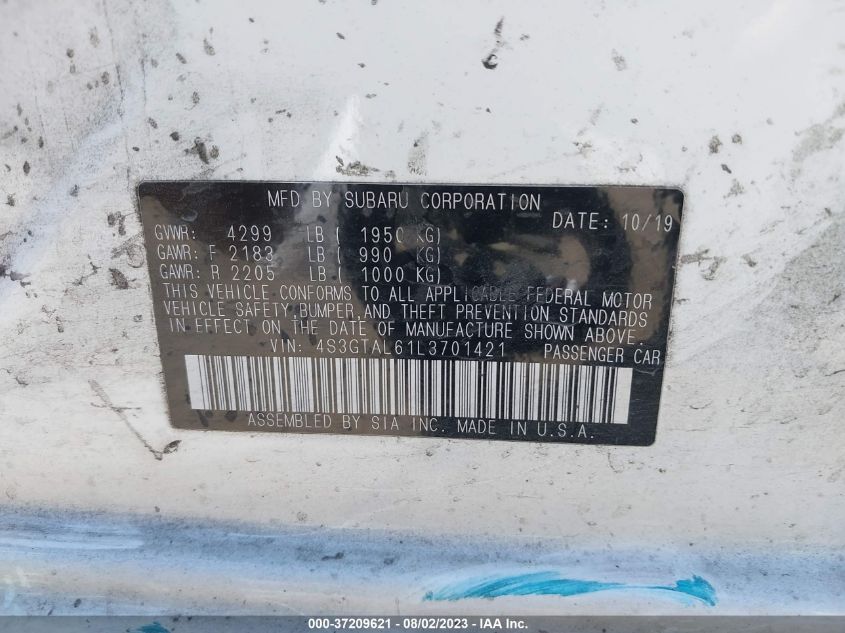 MFD BY SUBARU CORPORATION
DATE: 10/19
GVWR: 4299 LB ( 1950 KG)
GAWR: F 2183 LB ( 990 KG)
GAWR: R 2205 LB ( 1000 KG)
THIS VEHICLE CONFORMS TO ALL APPLICABLE FEDERAL MOTOR
VEHICLE SAFETY, BUMPER, AND THEFT PREVENTION STANDARDS
IN EFFECT ON THE DATE OF MANUFACTURE SHOWN ABOVE.
VIN: 4S3GTAL61L3701421 PASSENGER CAR
ASSEMBLED BY SIA INC. MADE IN U.S.A.
000-37209621 - 08/02/2023 - IAA Inc.